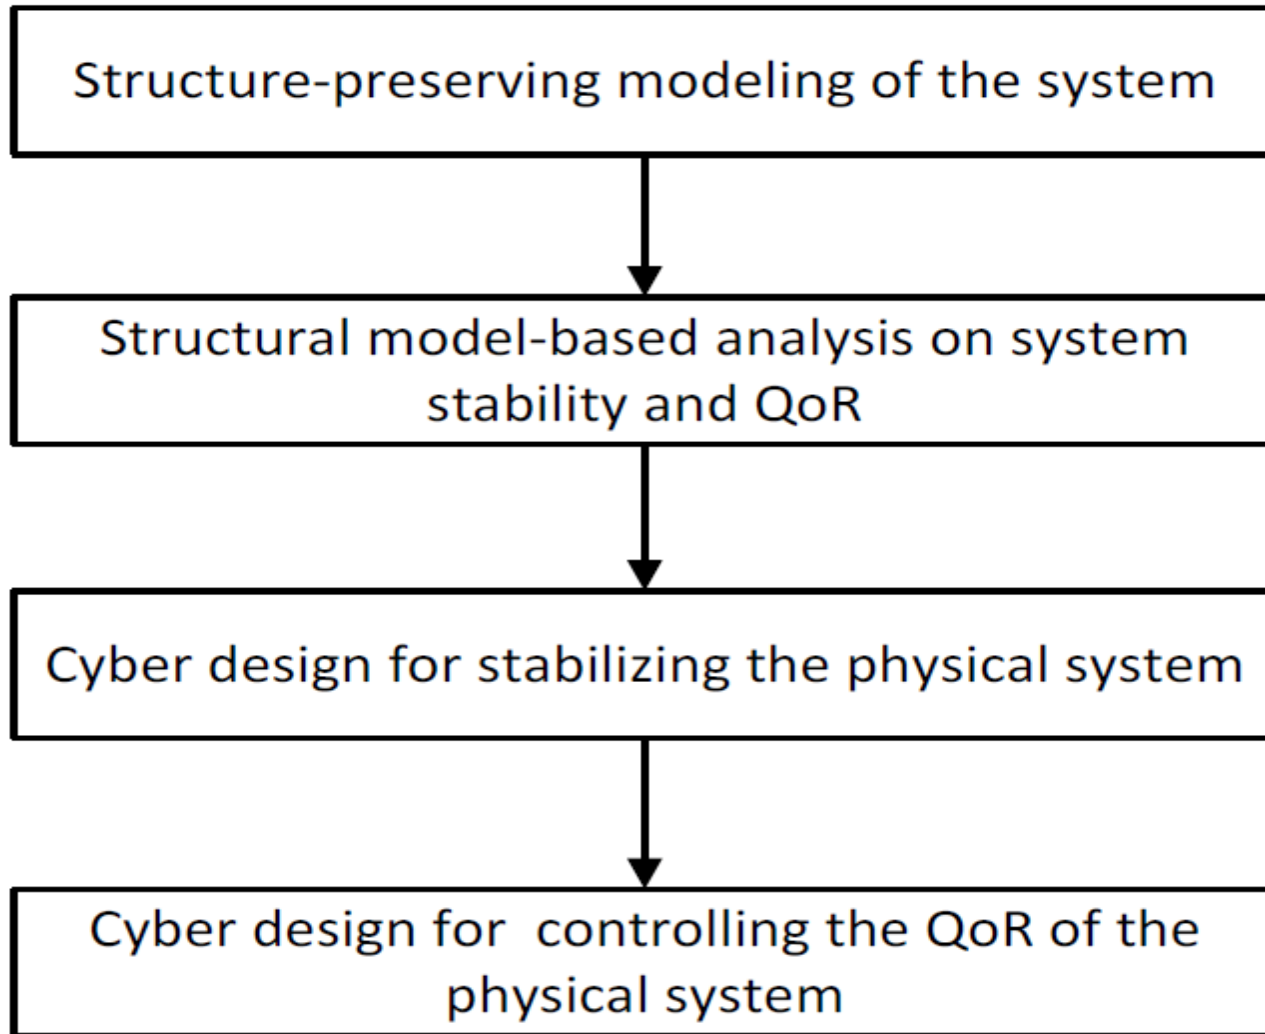 Structure-preserving modeling of the system
Structural model-based analysis on system
stability and QoR
Cyber design for stabilizing the physical system
Cyber design for controlling the QoR of the
physical system